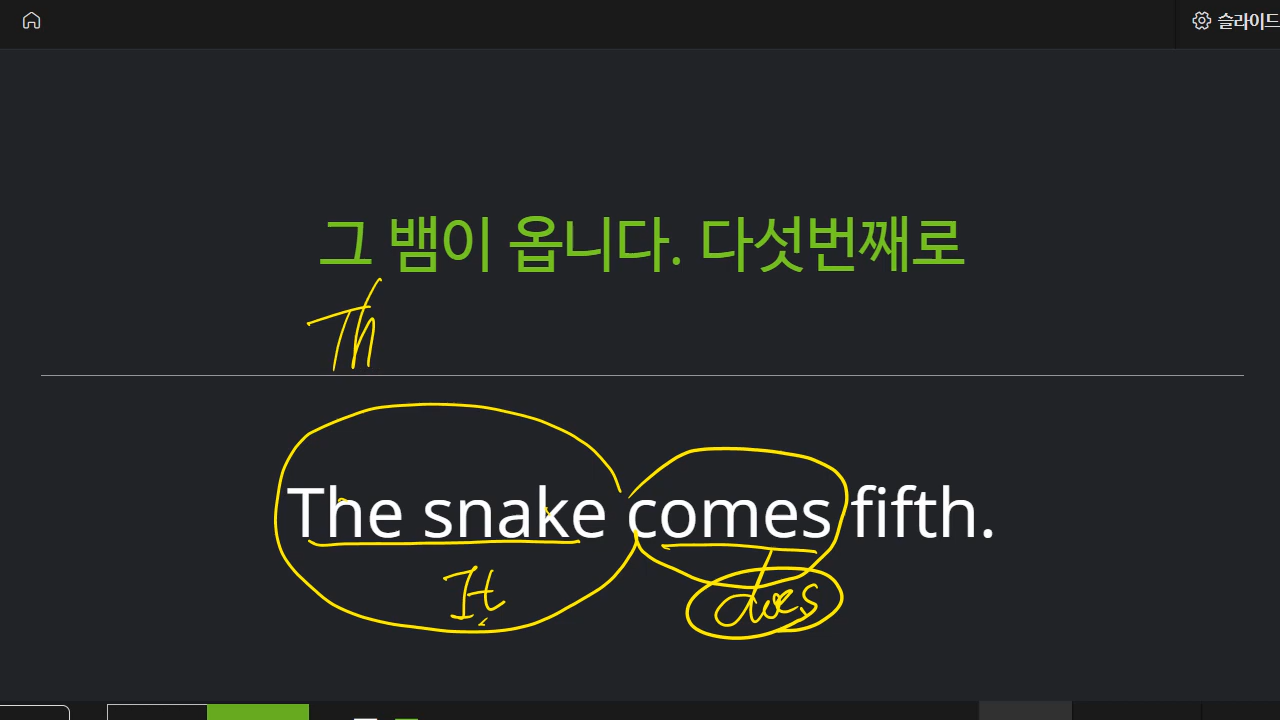 슬라이드
그 뱀이 옵니다. 다섯번째로
Th
The snake comes fifth.
It does